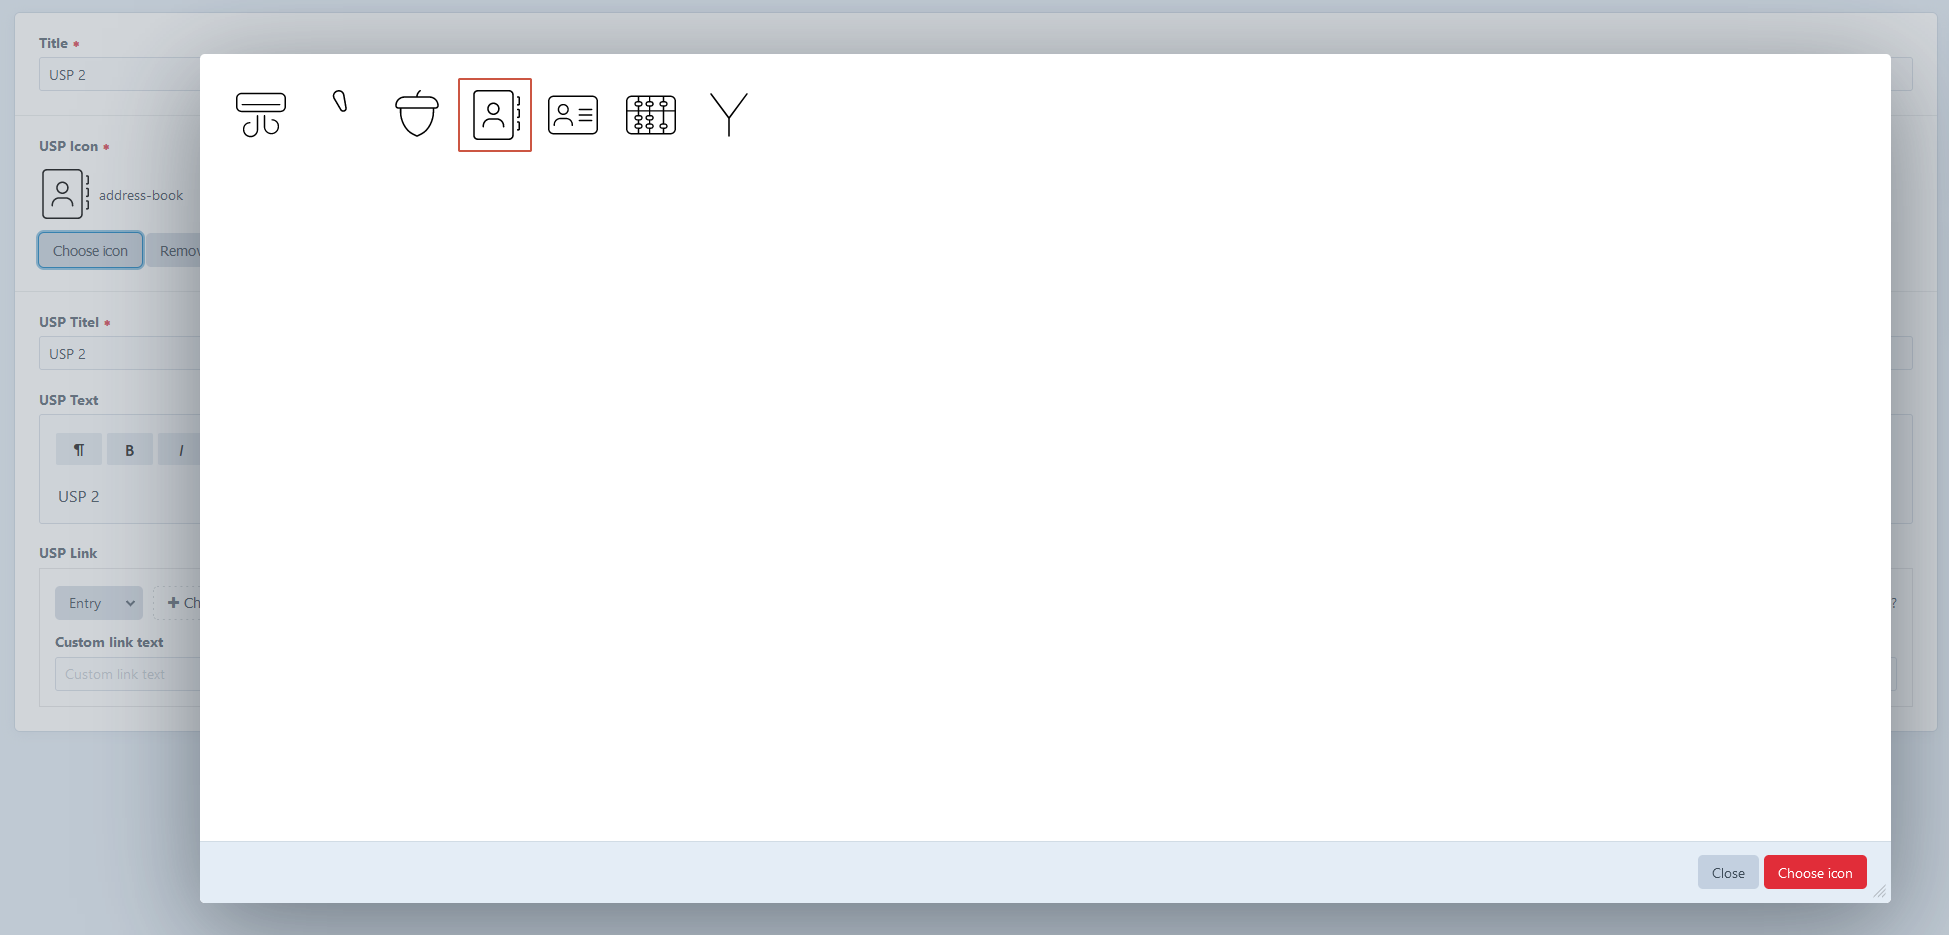 Title *
USP 2
USP Icon *
address-book
Choose icon
USP Titel *
USP 2
USP Text
¶ B I
USP 2
USP Link
Entry
+ Ch
?
Custom link text
Custom link text
Close
Choose icon